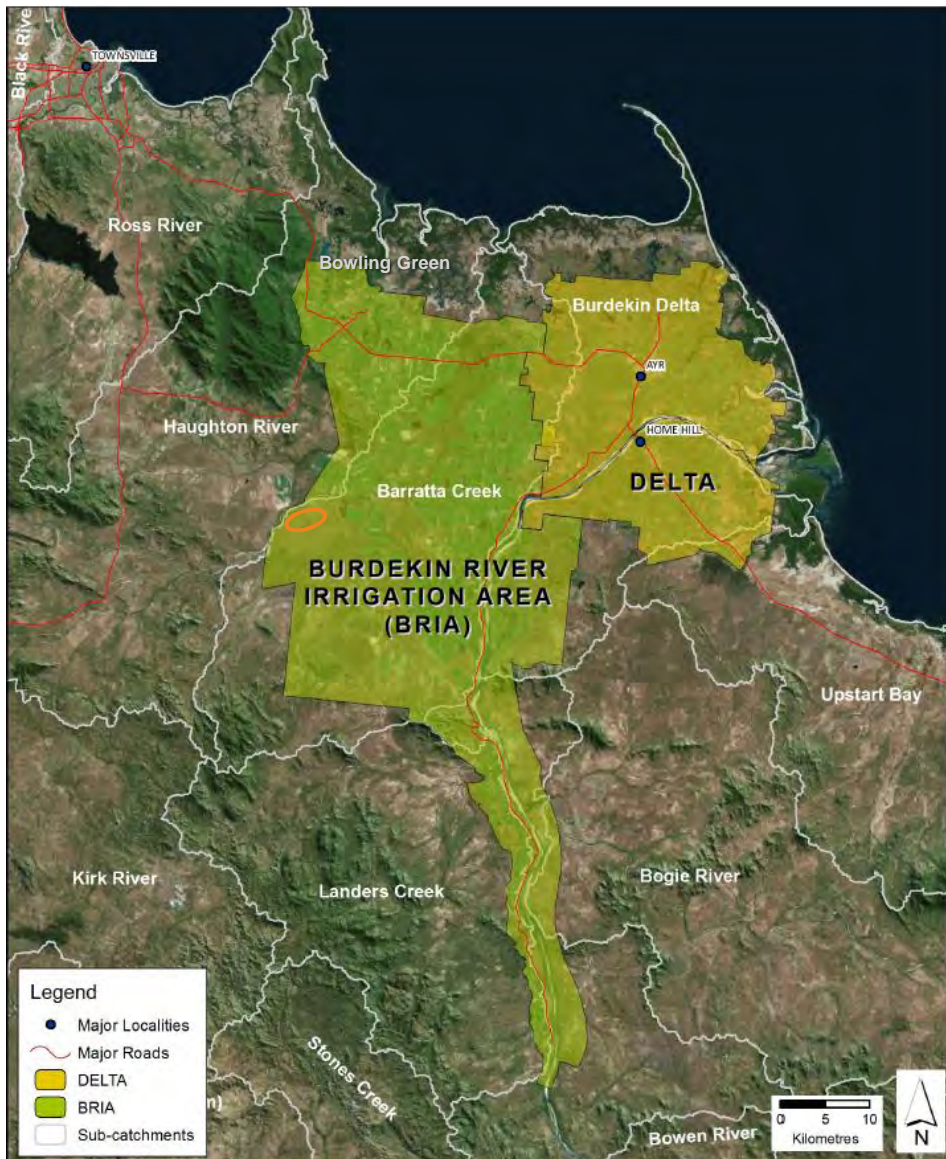 Black River
TOWNSVILLE
Ross River
Bowling Green
Burdekin Delta
AYR
Haughton River
HOME HILL
Barratta Creek
DELTA
BURDEKIN RIVER
IRRIGATION AREA
(BRIA)
Upstart Bay
Kirk River
Landers Creek
Bogie River
Stones Creek
Bowen River
Legend
Major Localities
Major Roads
DELTA
BRIA
n)
Sub-catchments
0 5 10
Kilometres
N